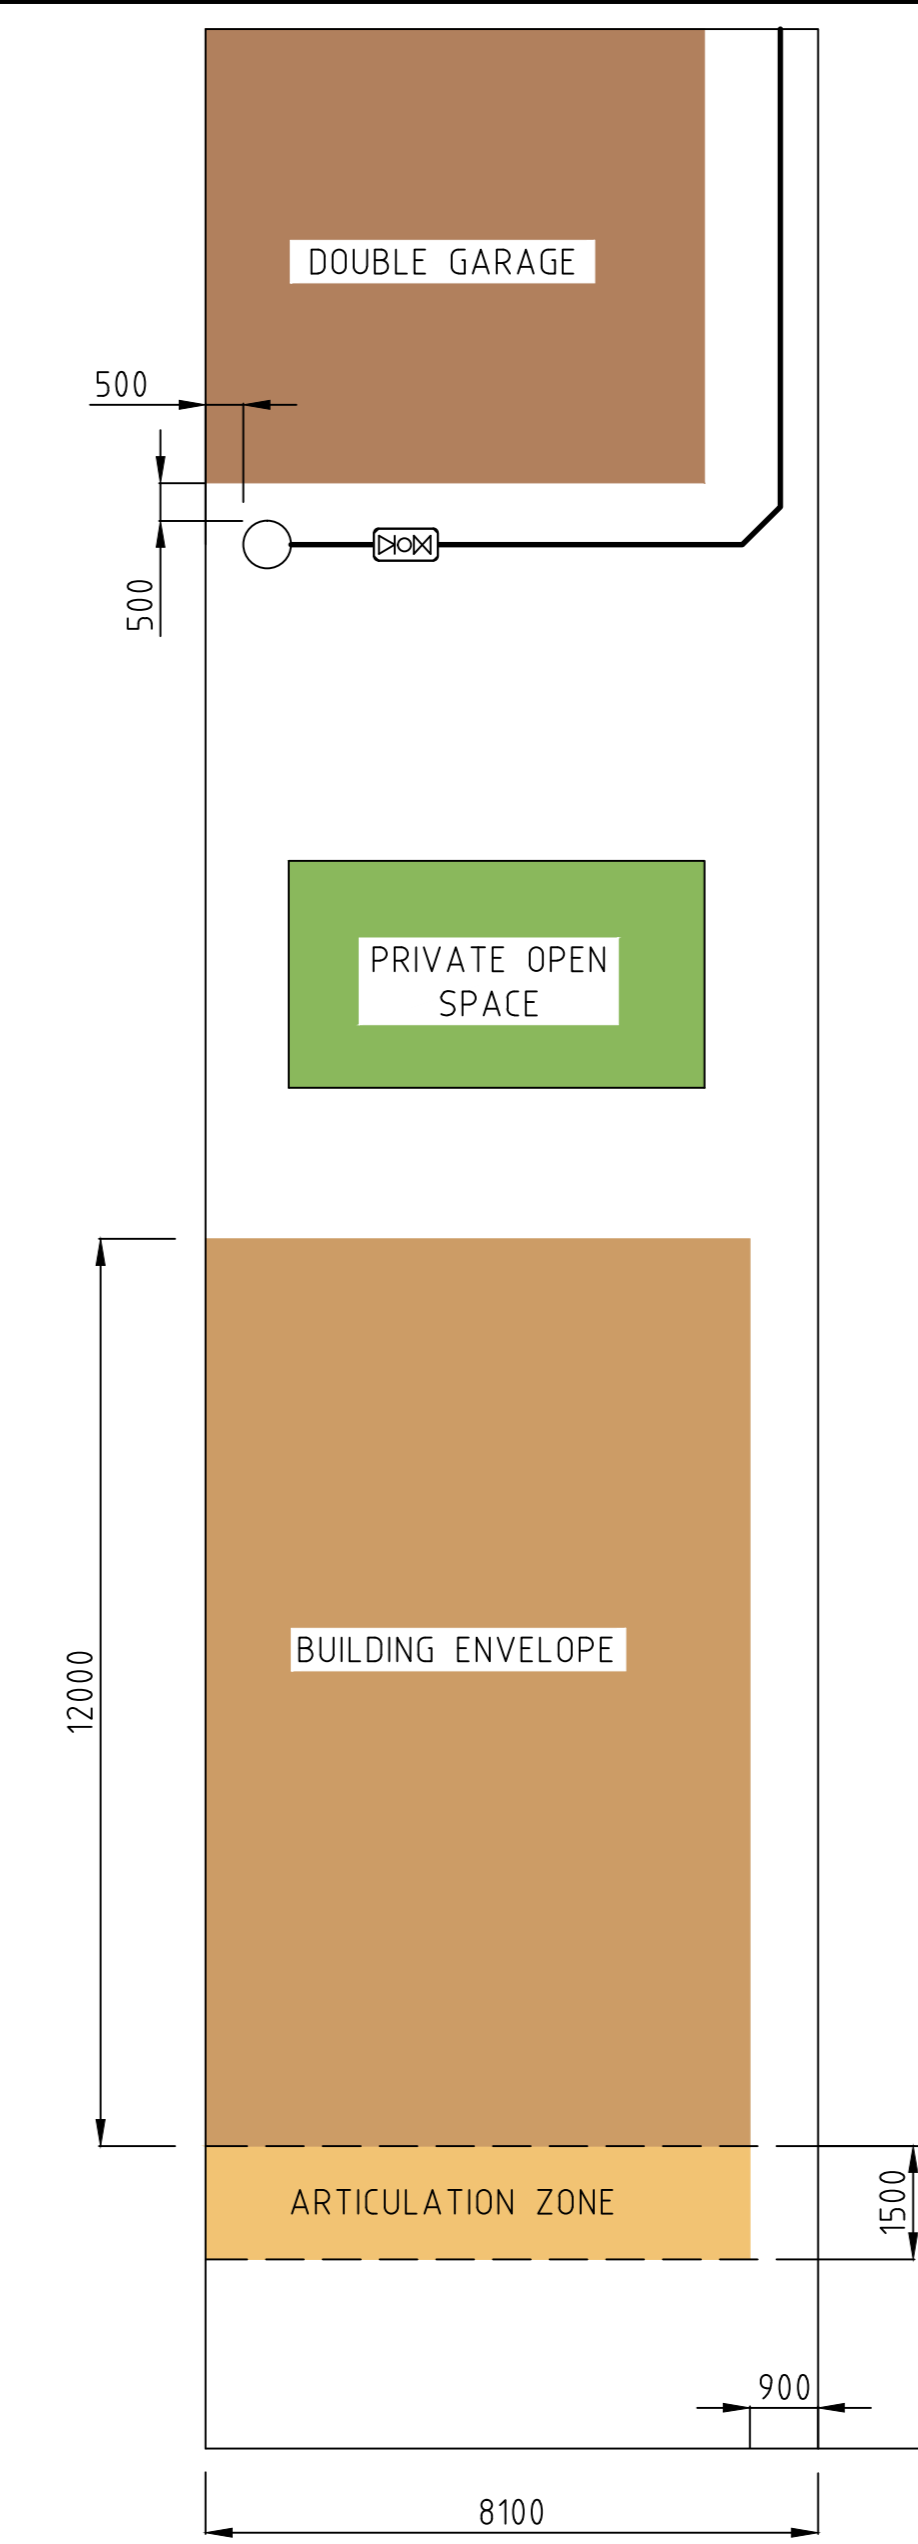 DOUBLE GARAGE
500
500
PRIVATE OPEN
SPACE
BUILDING ENVELOPE
12000
ARTICULATION ZONE
1500
900
8100